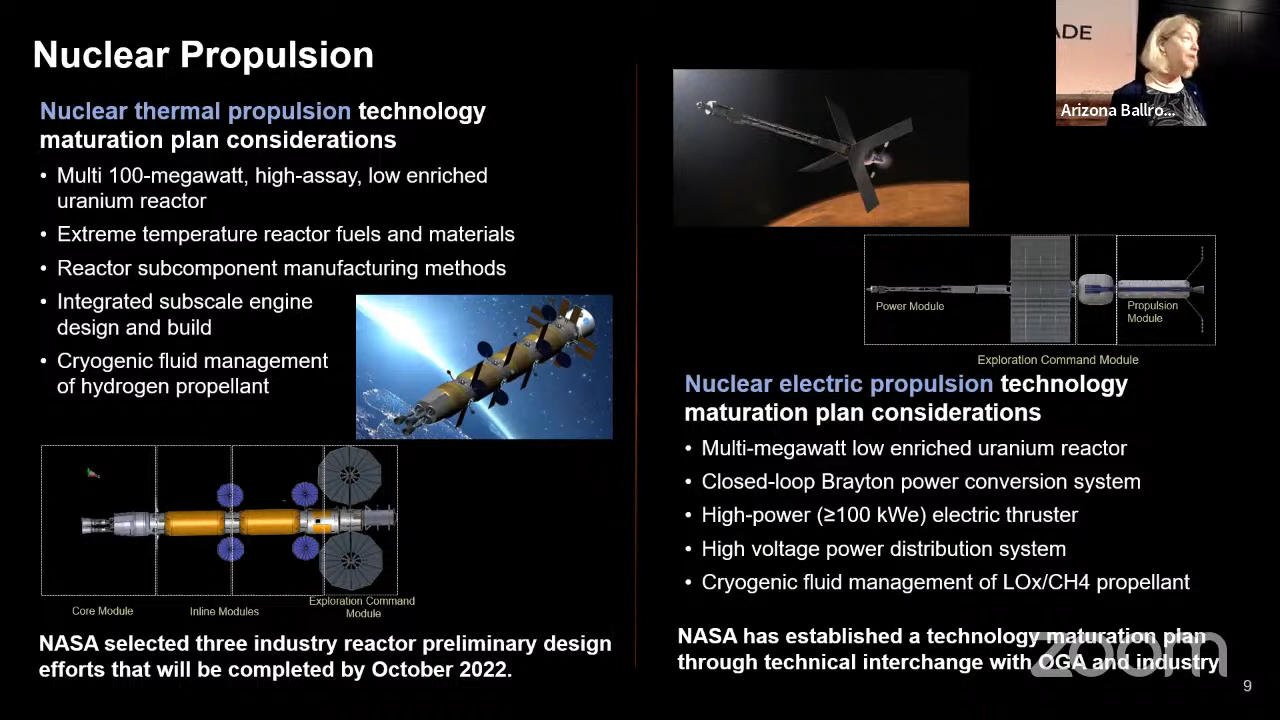 Nuclear Propulsion
Nuclear thermal propulsion technology
maturation plan considerations
• Multi 100-megawatt, high-assay, low enriched
uranium reactor
• Extreme temperature reactor fuels and materials
• Reactor subcomponent manufacturing methods
• Integrated subscale engine
design and build
• Cryogenic fluid management
of hydrogen propellant
Core Module
Inline Modules
Exploration Command
Module
NASA selected three industry reactor preliminary design
efforts that will be completed by October 2022.
ADE
Arizona Ballro...
Power Module
Propulsion
Module
Exploration Command Module
Nuclear electric propulsion technology
maturation plan considerations
• Multi-megawatt low enriched uranium reactor
• Closed-loop Brayton power conversion system
• High-power (≥100 kWe) electric thruster
• High voltage power distribution system
• Cryogenic fluid management of LOx/CH4 propellant
NASA has established a technology maturation plan
through technical interchange with OGA and industry
zoom
9